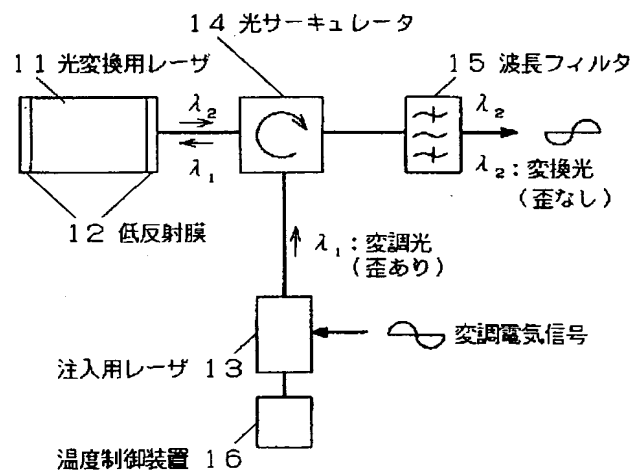 14 光サーキュレータ
11 光変換用レーザ
15 波長フィルタ
λ₂
λ₁
λ₂
λ₂：変換光
（歪なし）
12 低反射膜
λ₁：変調光
（歪あり）
変調電気信号
注入用レーザ 13
温度制御装置 16